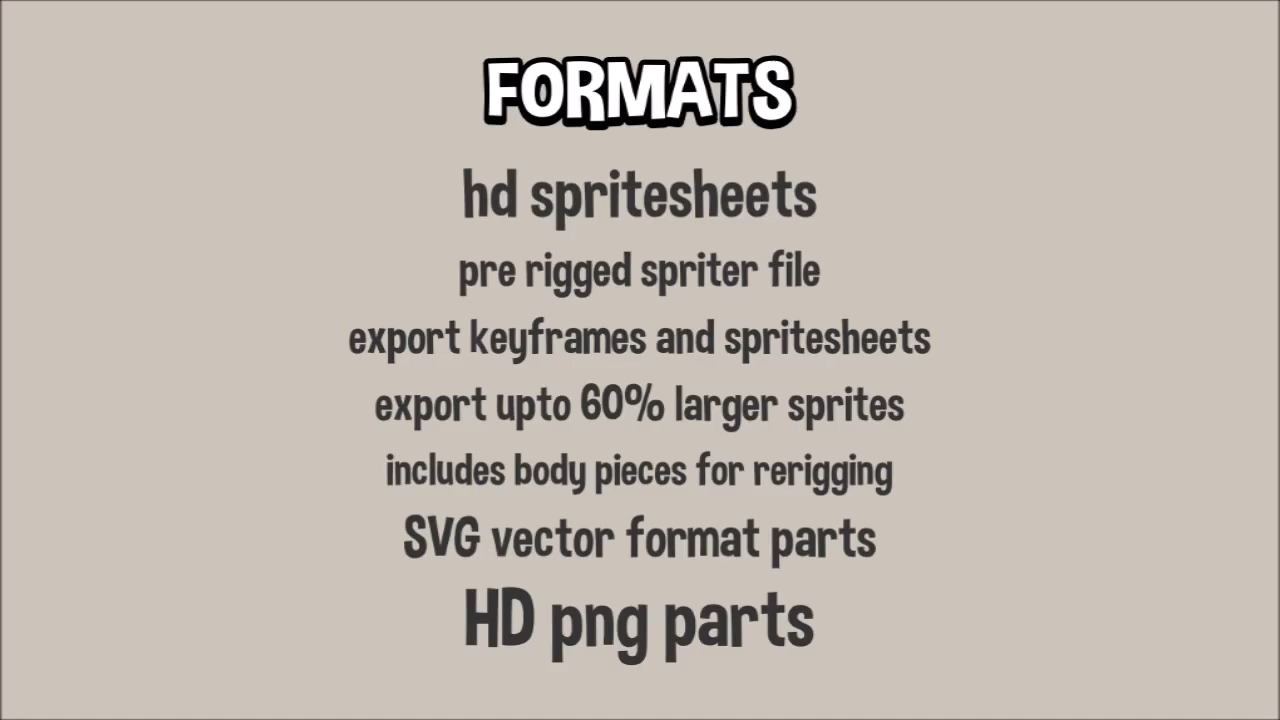 FORMATS
hd spritesheets
pre rigged spriter file
export keyframes and spritesheets
export upto 60% larger sprites
includes body pieces for rerigging
SVG vector format parts
HD png parts